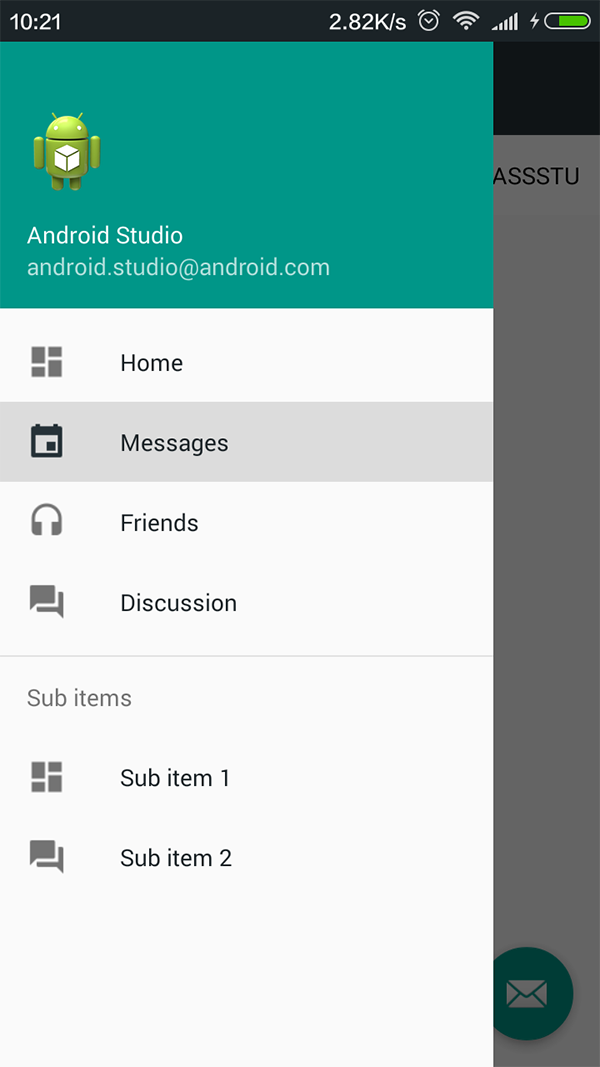 10:21 2.82K/s
ASSSTU
Android Studio
android.studio@android.com
Home
Messages
Friends
Discussion
Sub items
Sub item 1
Sub item 2